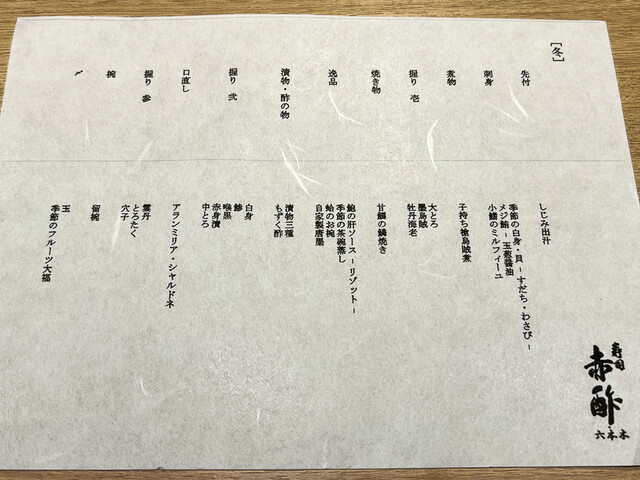 ［冬］
先付
しじみ出汁
刺身
季節の白身・貝 - すだち・わさび -
メジ鮪 - 玉葱醤油
小鰭のミルフィーユ
煮物
子持ち槍烏賊煮
握り 壱
大とろ
墨烏賊
牡丹海老
焼き物
甘鯛の鱗焼き
逸品
鮑の肝ソース - リゾット -
季節の茶碗蒸し
蛤のお椀
自家製唐墨
漬物・酢の物
漬物三種
もずく酢
握り 弐
白身
鯵
喉黒
赤身漬
中とろ
口直し
アランミリア・シャルドネ
握り 参
雲丹
とろたく
穴子
椀
留椀
〆
玉
季節のフルーツ大福
寿司
赤酢
六本木